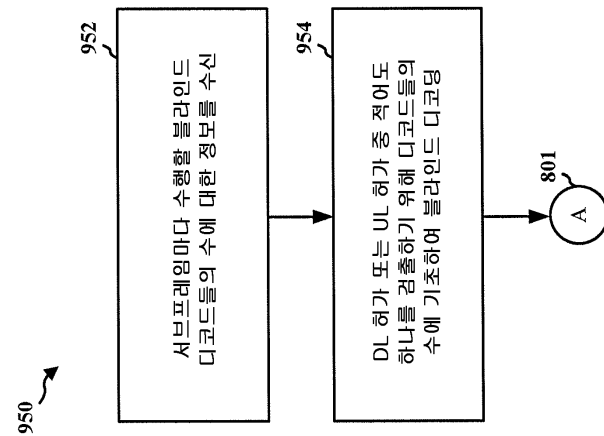 950
952
서브프레임마다 수행할 블라인드
디코드들의 수에 대한 정보를 수신
954
DL 허가 또는 UL 허가 중 적어도
하나를 검출하기 위해 디코드들의
수에 기초하여 블라인드 디코딩
801
A